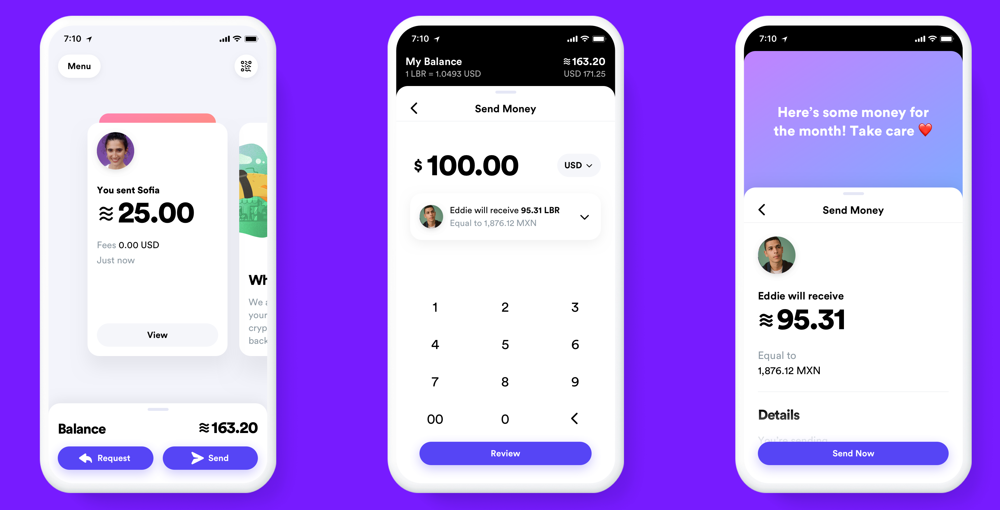 7:10
Menu
You sent Sofia
≋ 25.00
Fees 0.00 USD
Just now
View
Wh
We a
your
cryp
back
Balance
≋ 163.20
Request
Send
7:10
My Balance
≋ 163.20
1 LBR = 1.0493 USD
USD 171.25
Send Money
$ 100.00
USD
Eddie will receive 95.31 LBR
Equal to 1,876.12 MXN
1 2 3
4 5 6
7 8 9
00 0
Review
7:10
Here’s some money for
the month! Take care ❤️
Send Money
Eddie will receive
≋ 95.31
Equal to
1,876.12 MXN
Details
You’re sending
Send Now